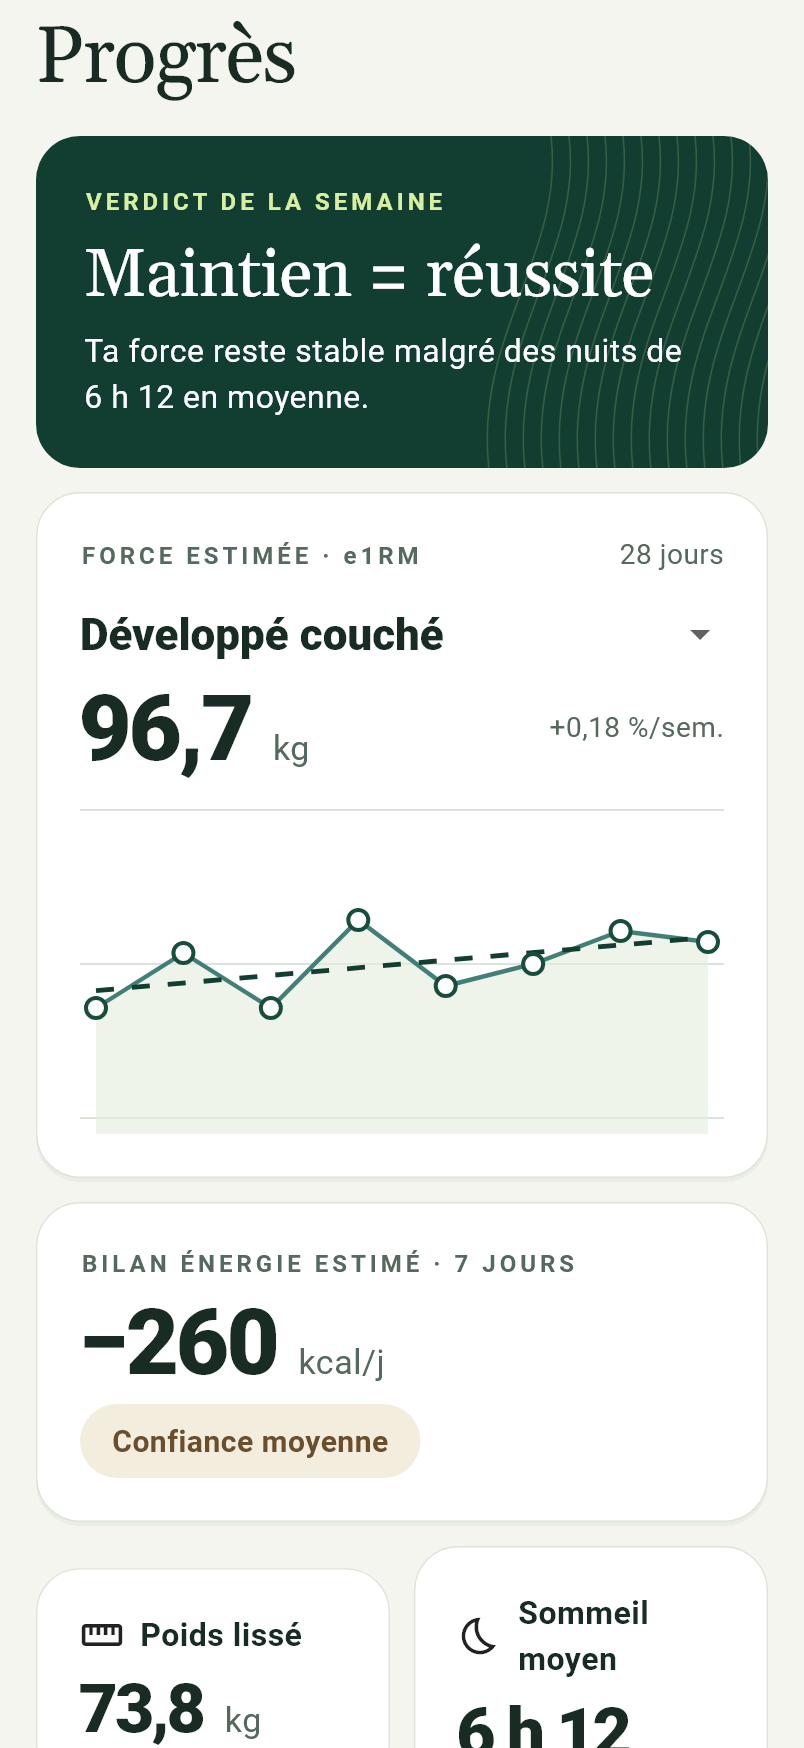 Progrès
VERDICT DE LA SEMAINE
Maintien = réussite
Ta force reste stable malgré des nuits de
6 h 12 en moyenne.
FORCE ESTIMÉE · e1RM
28 jours
Développé couché
96,7 kg
+0,18 %/sem.
BILAN ÉNERGIE ESTIMÉ · 7 JOURS
−260 kcal/j
Confiance moyenne
Poids lissé
73,8 kg
Sommeil
moyen
6 h 12